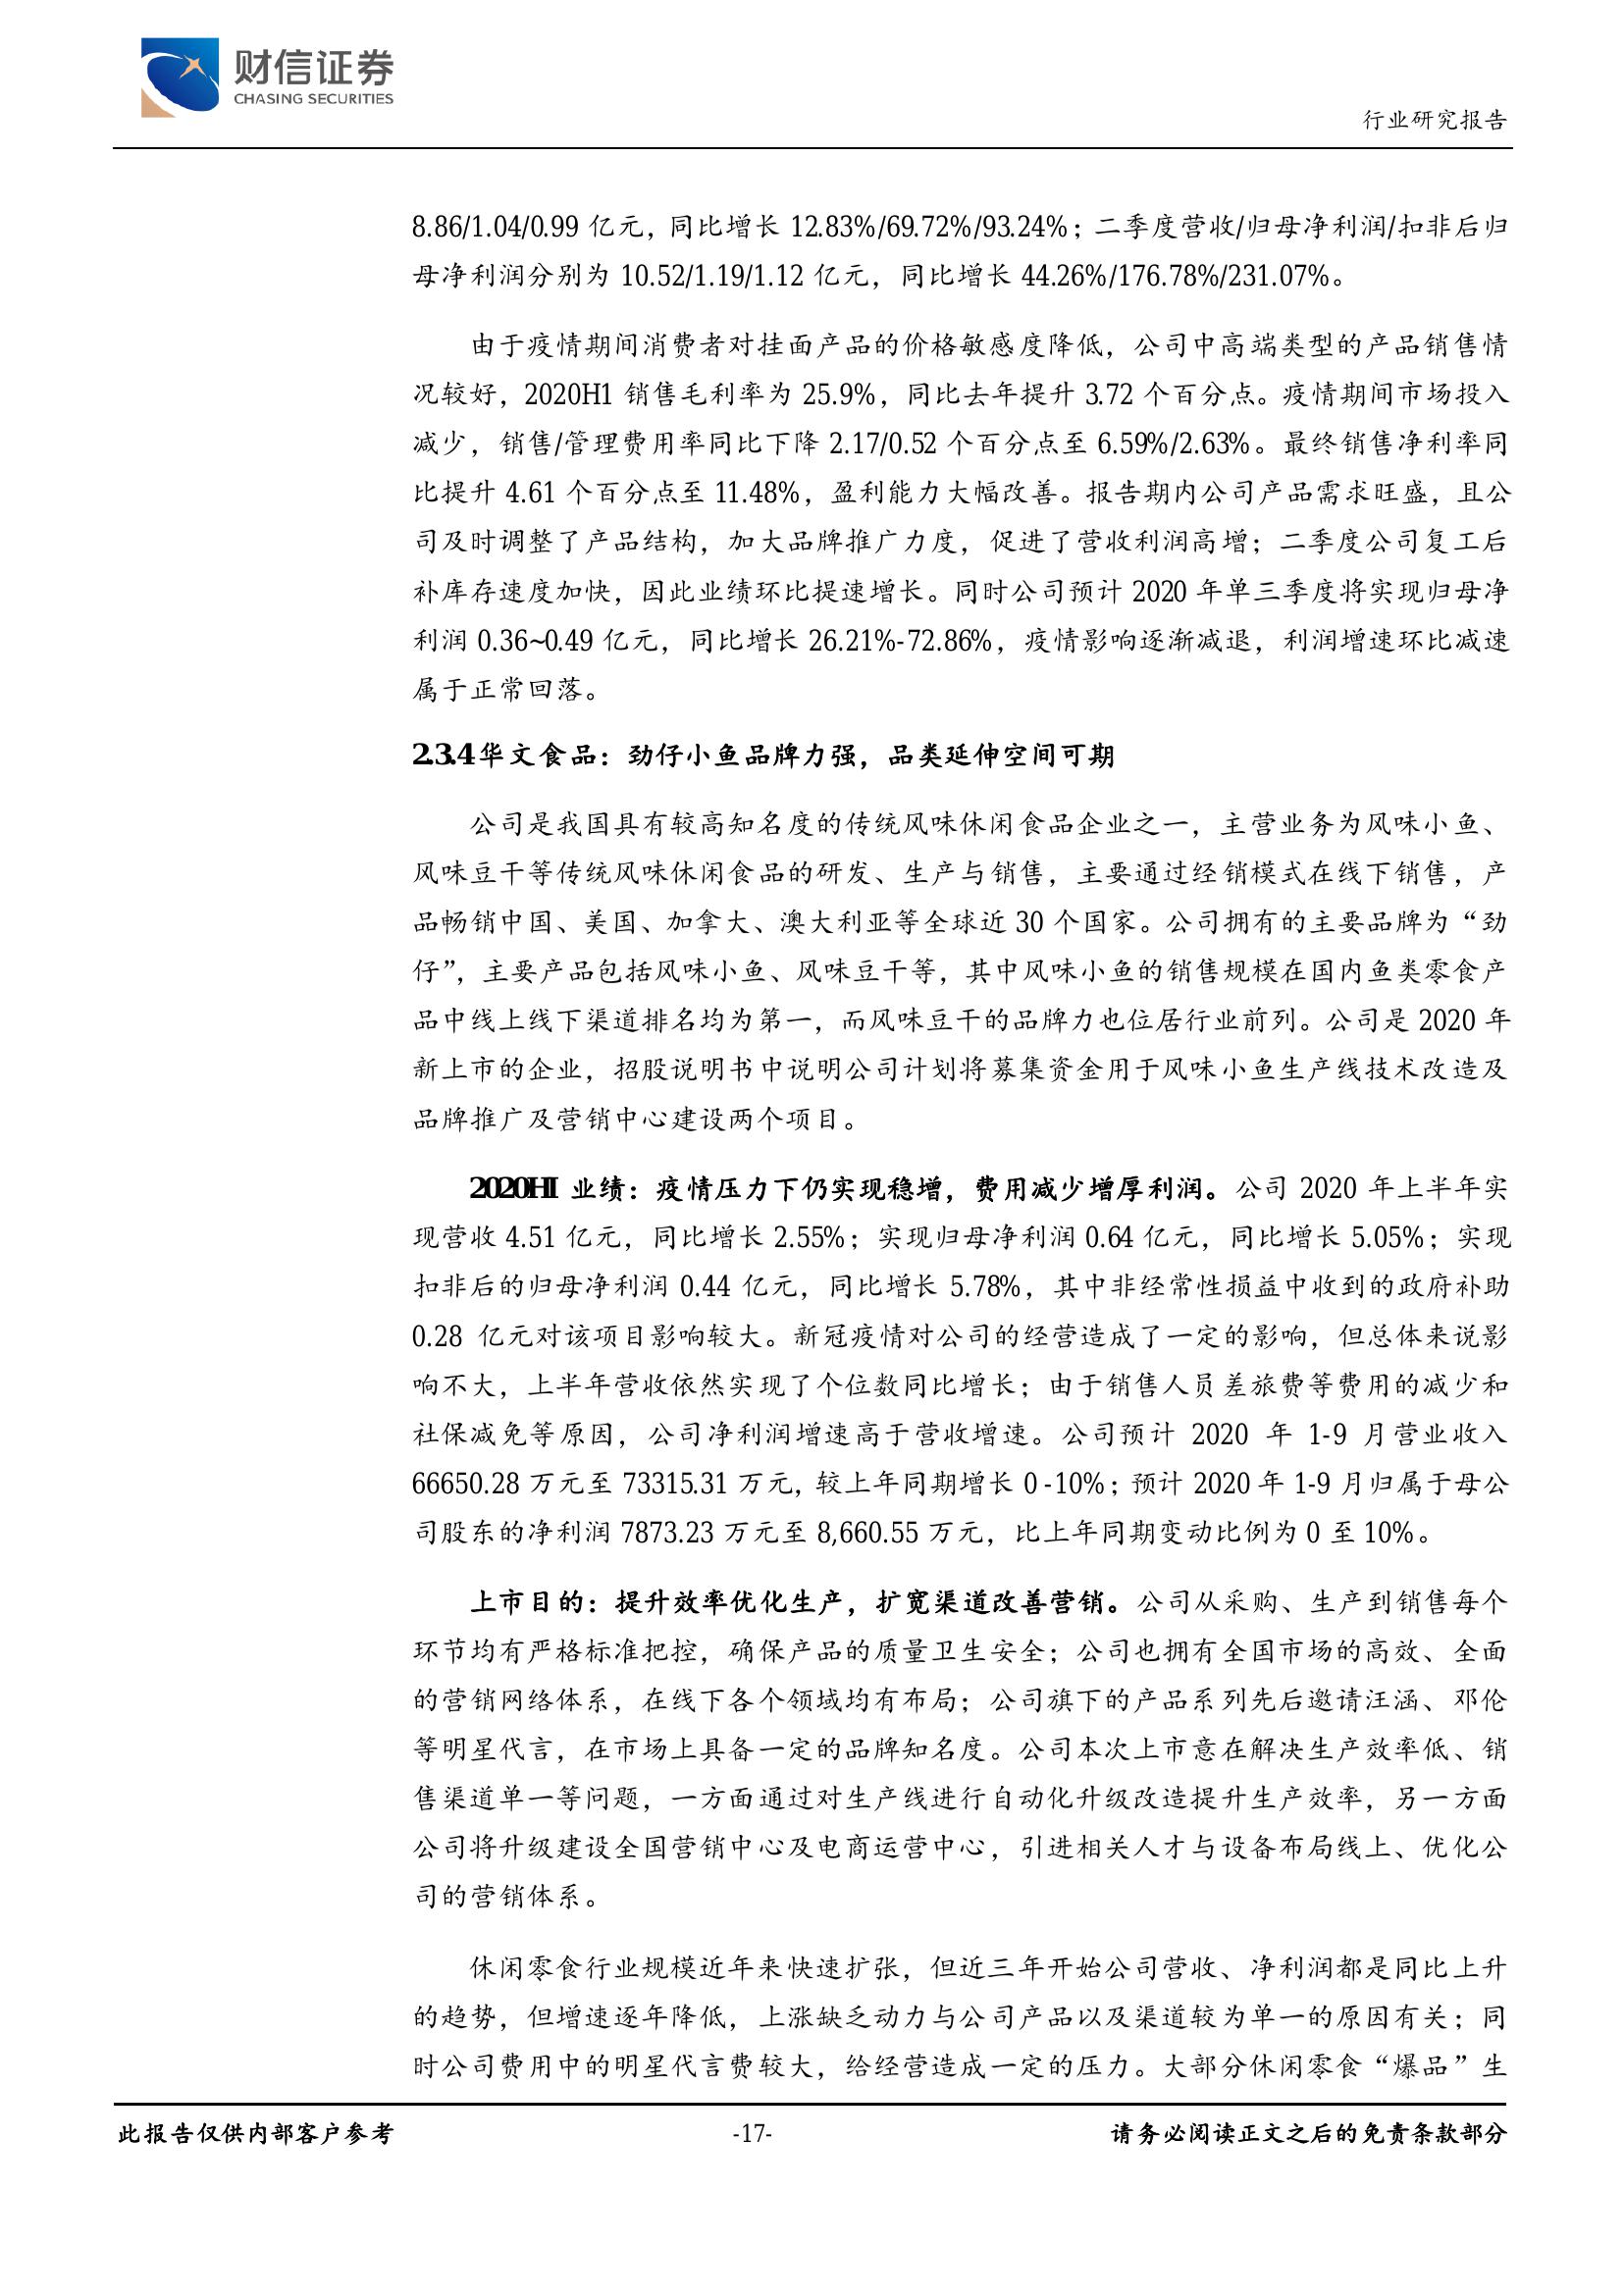 财信证券
CHASING SECURITIES
行业研究报告
8.86/1.04/0.99 亿元，同比增长 12.83%/69.72%/93.24%；二季度营收/归母净利润/扣非后归
母净利润分别为 10.52/1.19/1.12 亿元，同比增长 44.26%/176.78%/231.07%。
由于疫情期间消费者对挂面产品的价格敏感度降低，公司中高端类型的产品销售情
况较好，2020H1 销售毛利率为 25.9%，同比去年提升 3.72 个百分点。疫情期间市场投入
减少，销售/管理费用率同比下降 2.17/0.52 个百分点至 6.59%/2.63%。最终销售净利率同
比提升 4.61 个百分点至 11.48%，盈利能力大幅改善。报告期内公司产品需求旺盛，且公
司及时调整了产品结构，加大品牌推广力度，促进了营收利润高增；二季度公司复工后
补库存速度加快，因此业绩环比提速增长。同时公司预计 2020 年单三季度将实现归母净
利润 0.36~0.49 亿元，同比增长 26.21%-72.86%，疫情影响逐渐减退，利润增速环比减速
属于正常回落。
2.3.4 华文食品：劲仔小鱼品牌力强，品类延伸空间可期
公司是我国具有较高知名度的传统风味休闲食品企业之一，主营业务为风味小鱼、
风味豆干等传统风味休闲食品的研发、生产与销售，主要通过经销模式在线下销售，产
品畅销中国、美国、加拿大、澳大利亚等全球近 30 个国家。公司拥有的主要品牌为“劲
仔”，主要产品包括风味小鱼、风味豆干等，其中风味小鱼的销售规模在国内鱼类零食产
品中线上线下渠道排名均为第一，而风味豆干的品牌力也位居行业前列。公司是 2020 年
新上市的企业，招股说明书中说明公司计划将募集资金用于风味小鱼生产线技术改造及
品牌推广及营销中心建设两个项目。
2020H1 业绩：疫情压力下仍实现稳增，费用减少增厚利润。公司 2020 年上半年实
现营收 4.51 亿元，同比增长 2.55%；实现归母净利润 0.64 亿元，同比增长 5.05%；实现
扣非后的归母净利润 0.44 亿元，同比增长 5.78%，其中非经常性损益中收到的政府补助
0.28 亿元对该项目影响较大。新冠疫情对公司的经营造成了一定的影响，但总体来说影
响不大，上半年营收依然实现了个位数同比增长；由于销售人员差旅费等费用的减少和
社保减免等原因，公司净利润增速高于营收增速。公司预计 2020 年 1-9 月营业收入
66650.28 万元至 73315.31 万元，较上年同期增长 0 -10%；预计 2020 年 1-9 月归属于母公
司股东的净利润 7873.23 万元至 8,660.55 万元，比上年同期变动比例为 0 至 10%。
上市目的：提升效率优化生产，扩宽渠道改善营销。公司从采购、生产到销售每个
环节均有严格标准把控，确保产品的质量卫生安全；公司也拥有全国市场的高效、全面
的营销网络体系，在线下各个领域均有布局；公司旗下的产品系列先后邀请汪涵、邓伦
等明星代言，在市场上具备一定的品牌知名度。公司本次上市意在解决生产效率低、销
售渠道单一等问题，一方面通过对生产线进行自动化升级改造提升生产效率，另一方面
公司将升级建设全国营销中心及电商运营中心，引进相关人才与设备布局线上、优化公
司的营销体系。
休闲零食行业规模近年来快速扩张，但近三年开始公司营收、净利润都是同比上升
的趋势，但增速逐年降低，上涨缺乏动力与公司产品以及渠道较为单一的原因有关；同
时公司费用中的明星代言费较大，给经营造成一定的压力。大部分休闲零食“爆品”生
此报告仅供内部客户参考
-17-
请务必阅读正文之后的免责条款部分